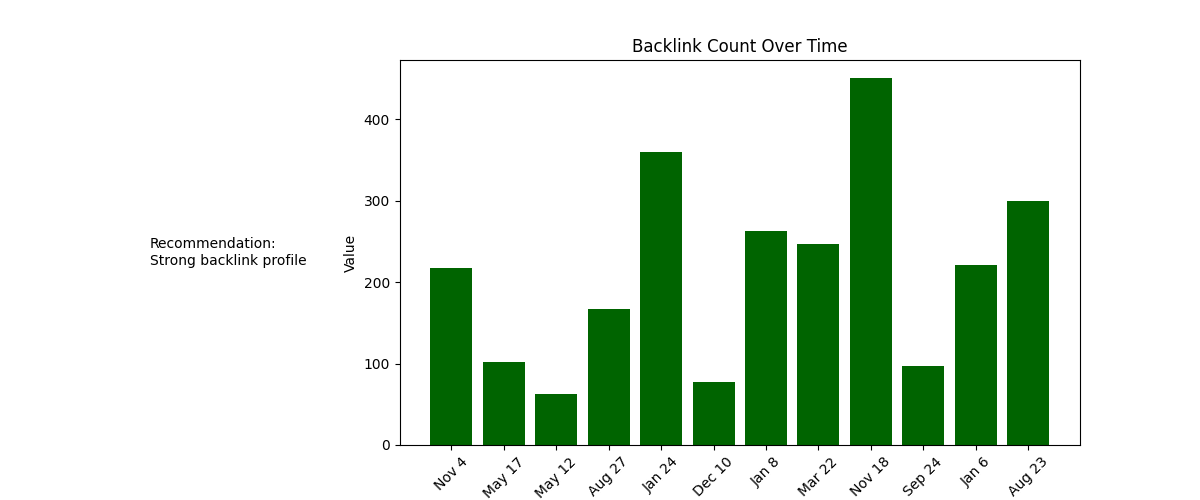 Backlink Count Over Time
Recommendation:
Strong backlink profile
Value
400
300
200
100
0
Nov 4
May 17
May 12
Aug 27
Jan 24
Dec 10
Jan 8
Mar 22
Nov 18
Sep 24
Jan 6
Aug 23